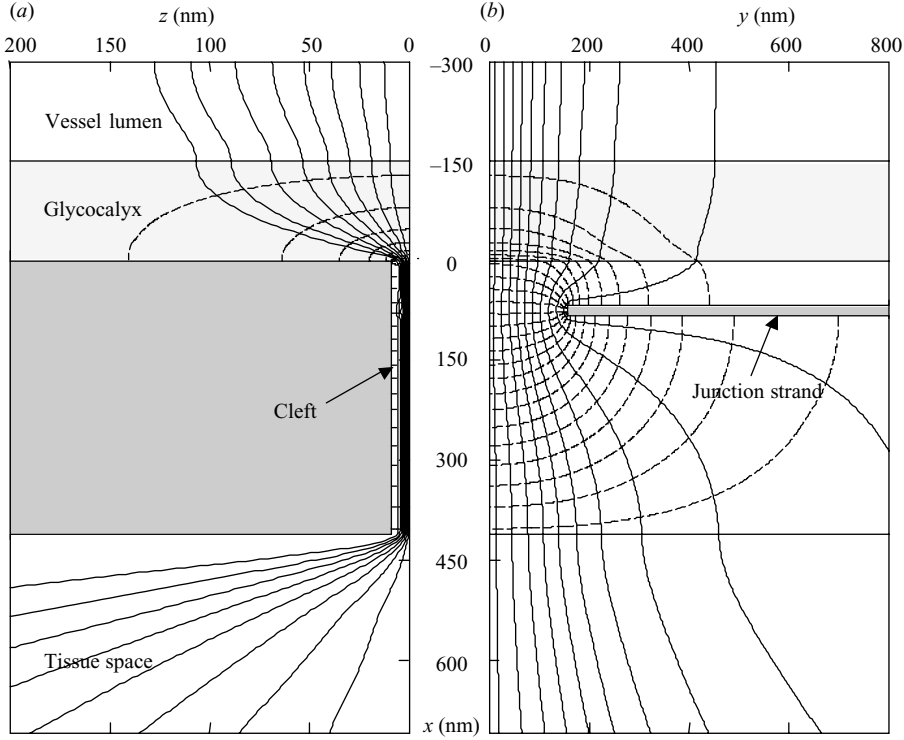 (a)
z (nm)
(b)
y (nm)
200 150 100 50 0
0 200 400 600 800
–300
Vessel lumen
–150
Glycocalyx
0
150
Cleft
Junction strand
300
450
Tissue space
600
x (nm)